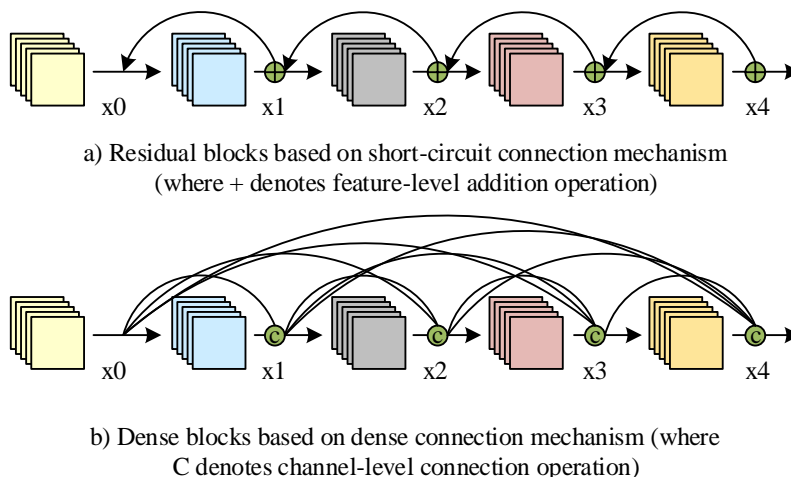 x0 x1 x2 x3 x4
a) Residual blocks based on short-circuit connection mechanism
(where + denotes feature-level addition operation)
c c c c
x0 x1 x2 x3 x4
b) Dense blocks based on dense connection mechanism (where
C denotes channel-level connection operation)